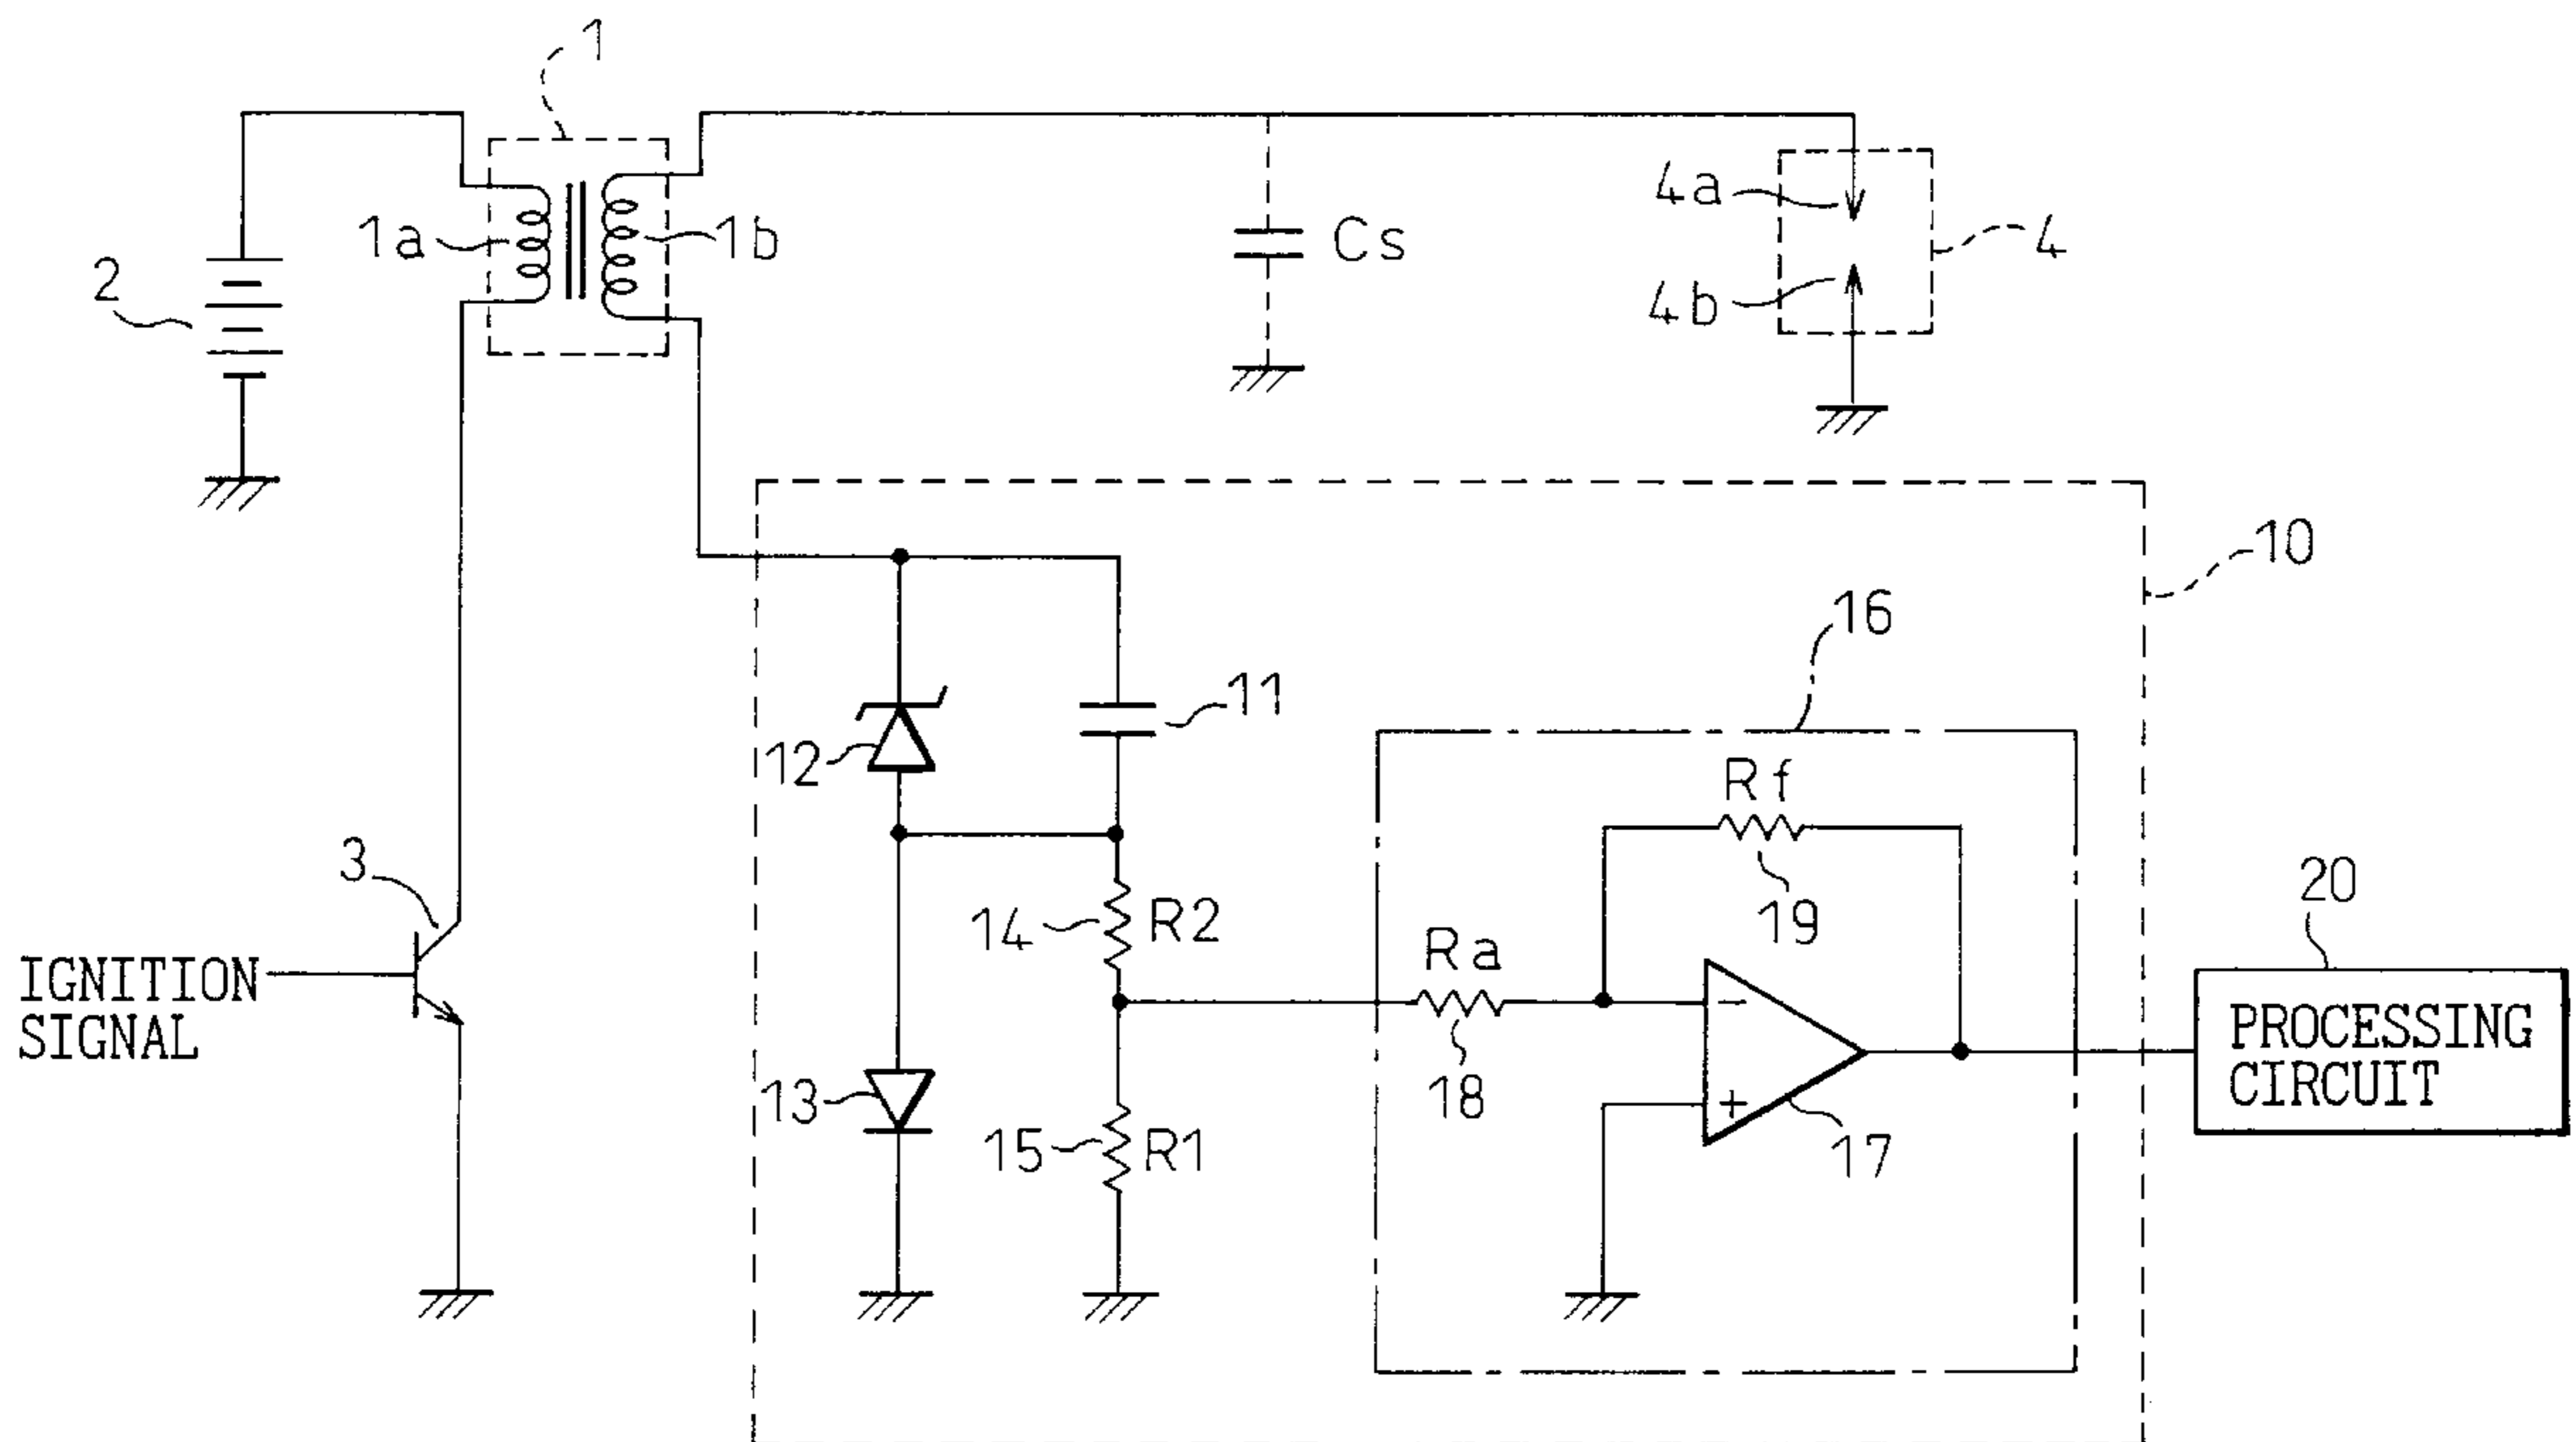 1
1a
1b
2
Cs
4a
4b
4
10
16
11
12
Rf
19
3
14
R2
Ra
18
20
IGNITION
SIGNAL
-
+
17
13
15
R1
PROCESSING
CIRCUIT